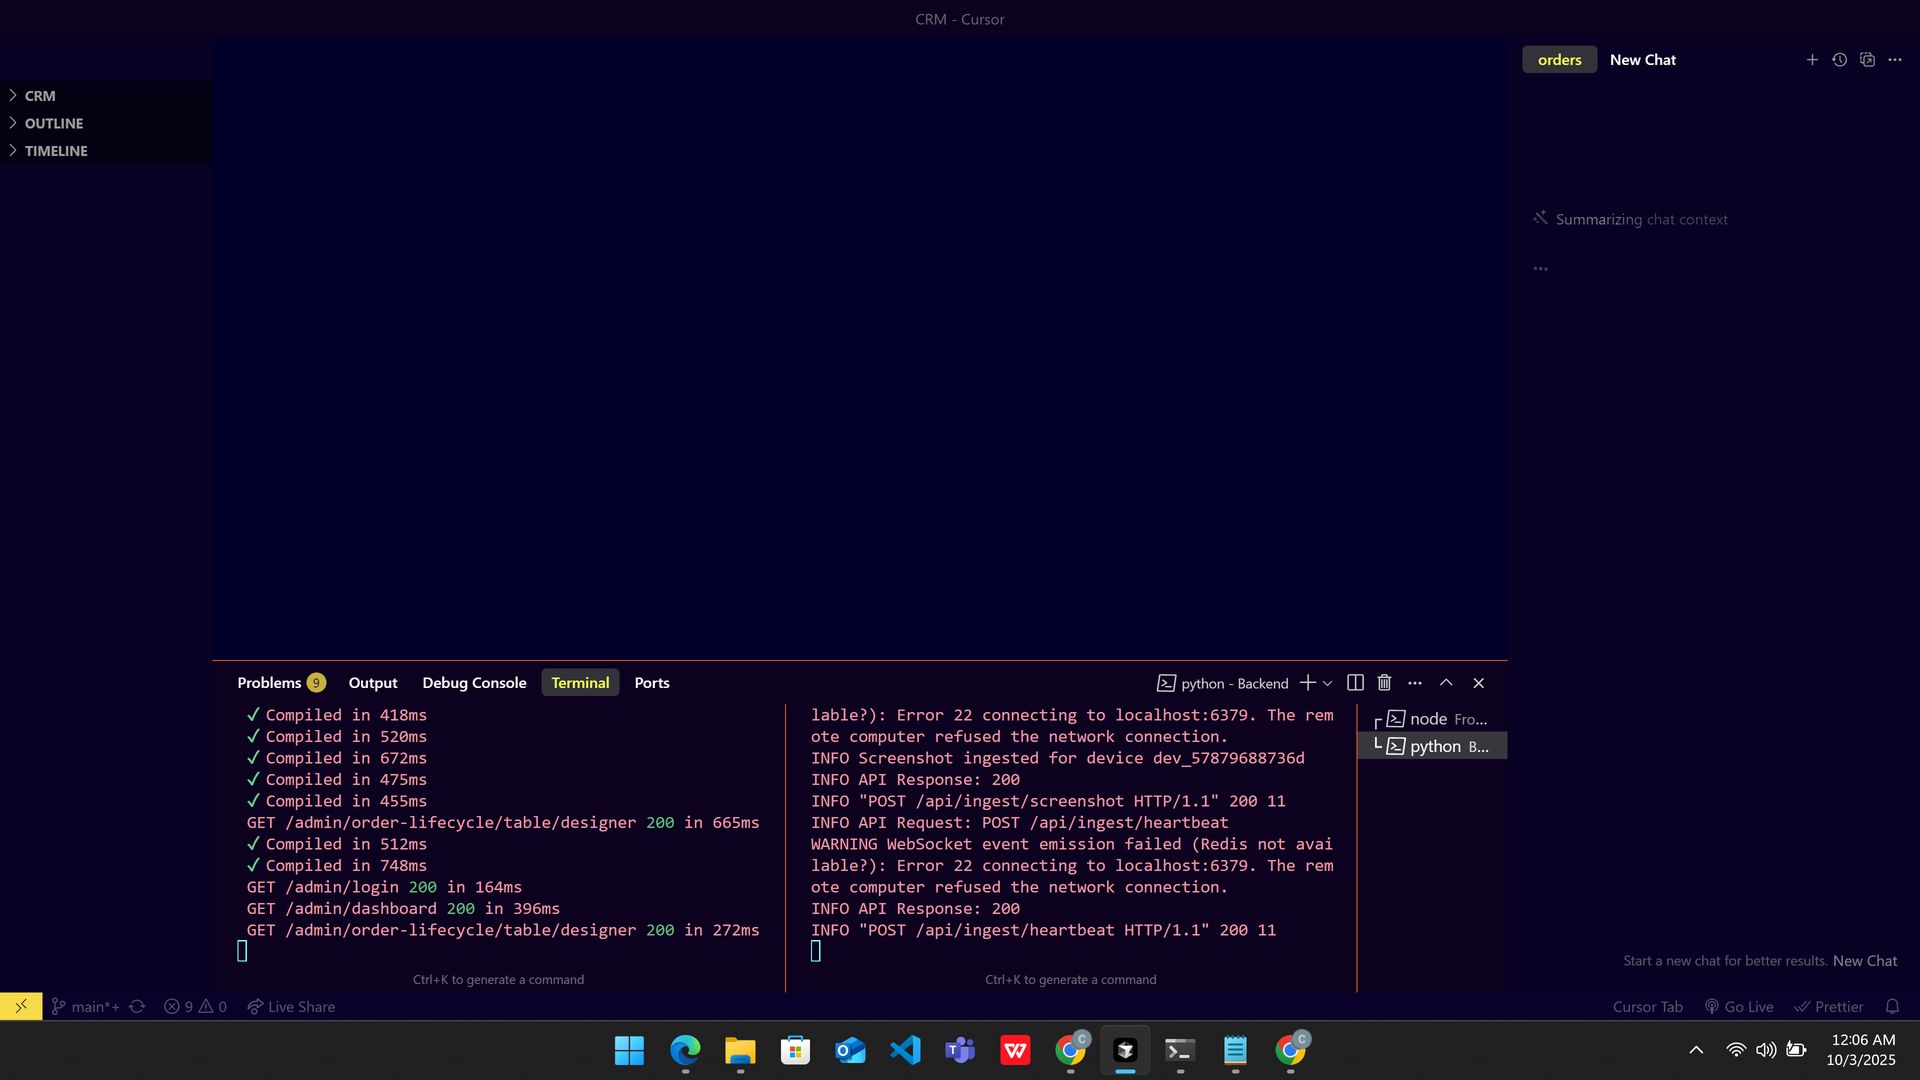 CRM - Cursor
CRM
OUTLINE
TIMELINE
orders New Chat
Summarizing chat context
Problems 9 Output Debug Console Terminal Ports
python - Backend
✓ Compiled in 418ms
✓ Compiled in 520ms
✓ Compiled in 672ms
✓ Compiled in 475ms
✓ Compiled in 455ms
GET /admin/order-lifecycle/table/designer 200 in 665ms
✓ Compiled in 512ms
✓ Compiled in 748ms
GET /admin/login 200 in 164ms
GET /admin/dashboard 200 in 396ms
GET /admin/order-lifecycle/table/designer 200 in 272ms
Ctrl+K to generate a command
lable?): Error 22 connecting to localhost:6379. The rem
ote computer refused the network connection.
INFO Screenshot ingested for device dev_57879688736d
INFO API Response: 200
INFO "POST /api/ingest/screenshot HTTP/1.1" 200 11
INFO API Request: POST /api/ingest/heartbeat
WARNING WebSocket event emission failed (Redis not avai
lable?): Error 22 connecting to localhost:6379. The rem
ote computer refused the network connection.
INFO API Response: 200
INFO "POST /api/ingest/heartbeat HTTP/1.1" 200 11
Ctrl+K to generate a command
node Fro...
python B...
Start a new chat for better results. New Chat
main*+ 9 0 Live Share
Cursor Tab Go Live Prettier
12:06 AM
10/3/2025